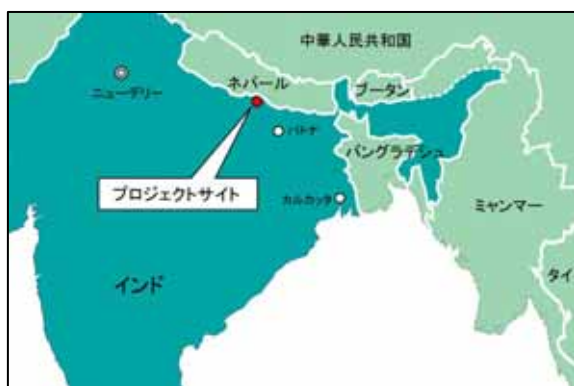 中華人民共和国
ネパール
ブータン
ニューデリー
パトナ
バングラデシュ
プロジェクトサイト
カルカッタ
ミャンマー
タイ
インド